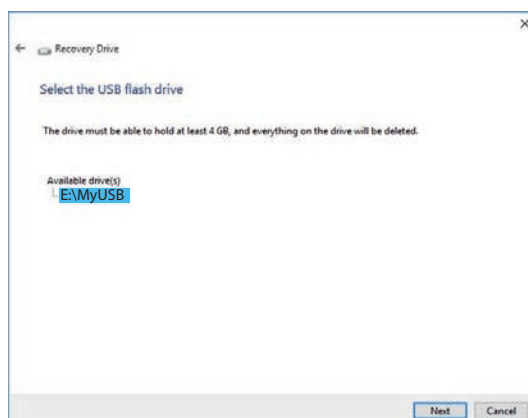 Recovery Drive
Select the USB flash drive
The drive must be able to hold at least 4 GB, and everything on the drive will be deleted.
Available drive(s)
E:\MyUSB
Next Cancel